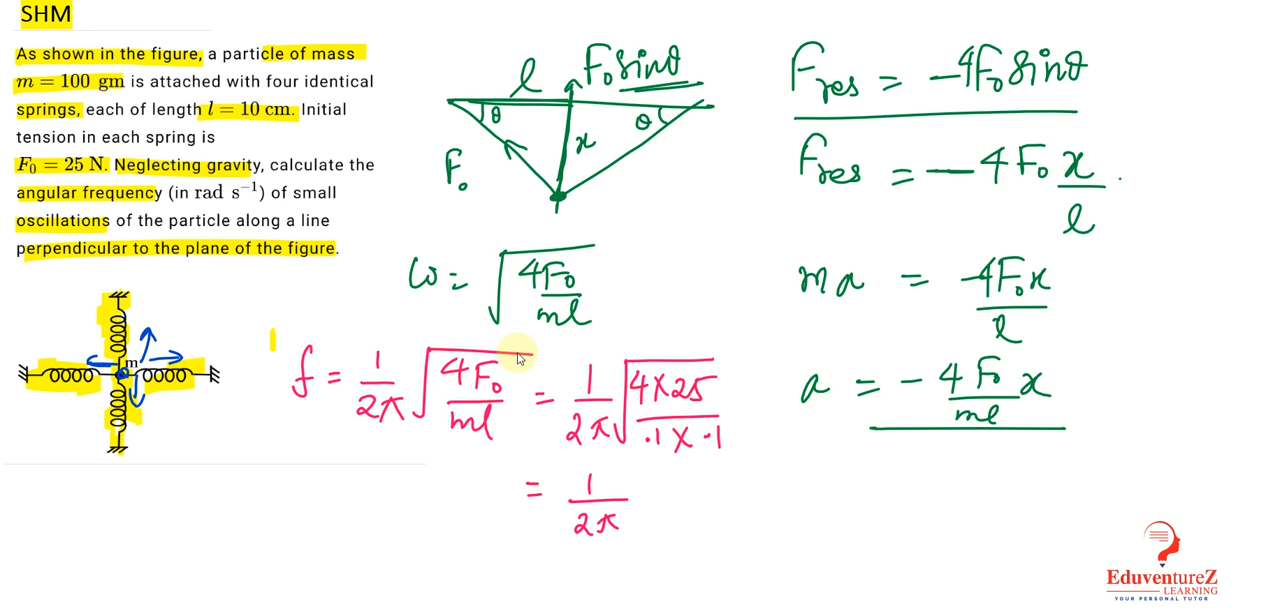 SHM
As shown in the figure, a particle of mass
m = 100 gm is attached with four identical
springs, each of length l = 10 cm. Initial
tension in each spring is
F₀ = 25 N. Neglecting gravity, calculate the
angular frequency (in rad s⁻¹) of small
oscillations of the particle along a line
perpendicular to the plane of the figure.
m
l F₀ sinθ
θ θ
x
F₀
ω = √(4F₀/ml)
f = 1/2π √(4F₀/ml) = 1/2π √(4×25/.1×.1)
= 1/2π
Fres = -4F₀ sinθ
Fres = -4F₀ x/l .
ma = -4F₀x/l
a = -4F₀/ml x
EduventureZ
LEARNING
YOUR PERSONAL TUTOR